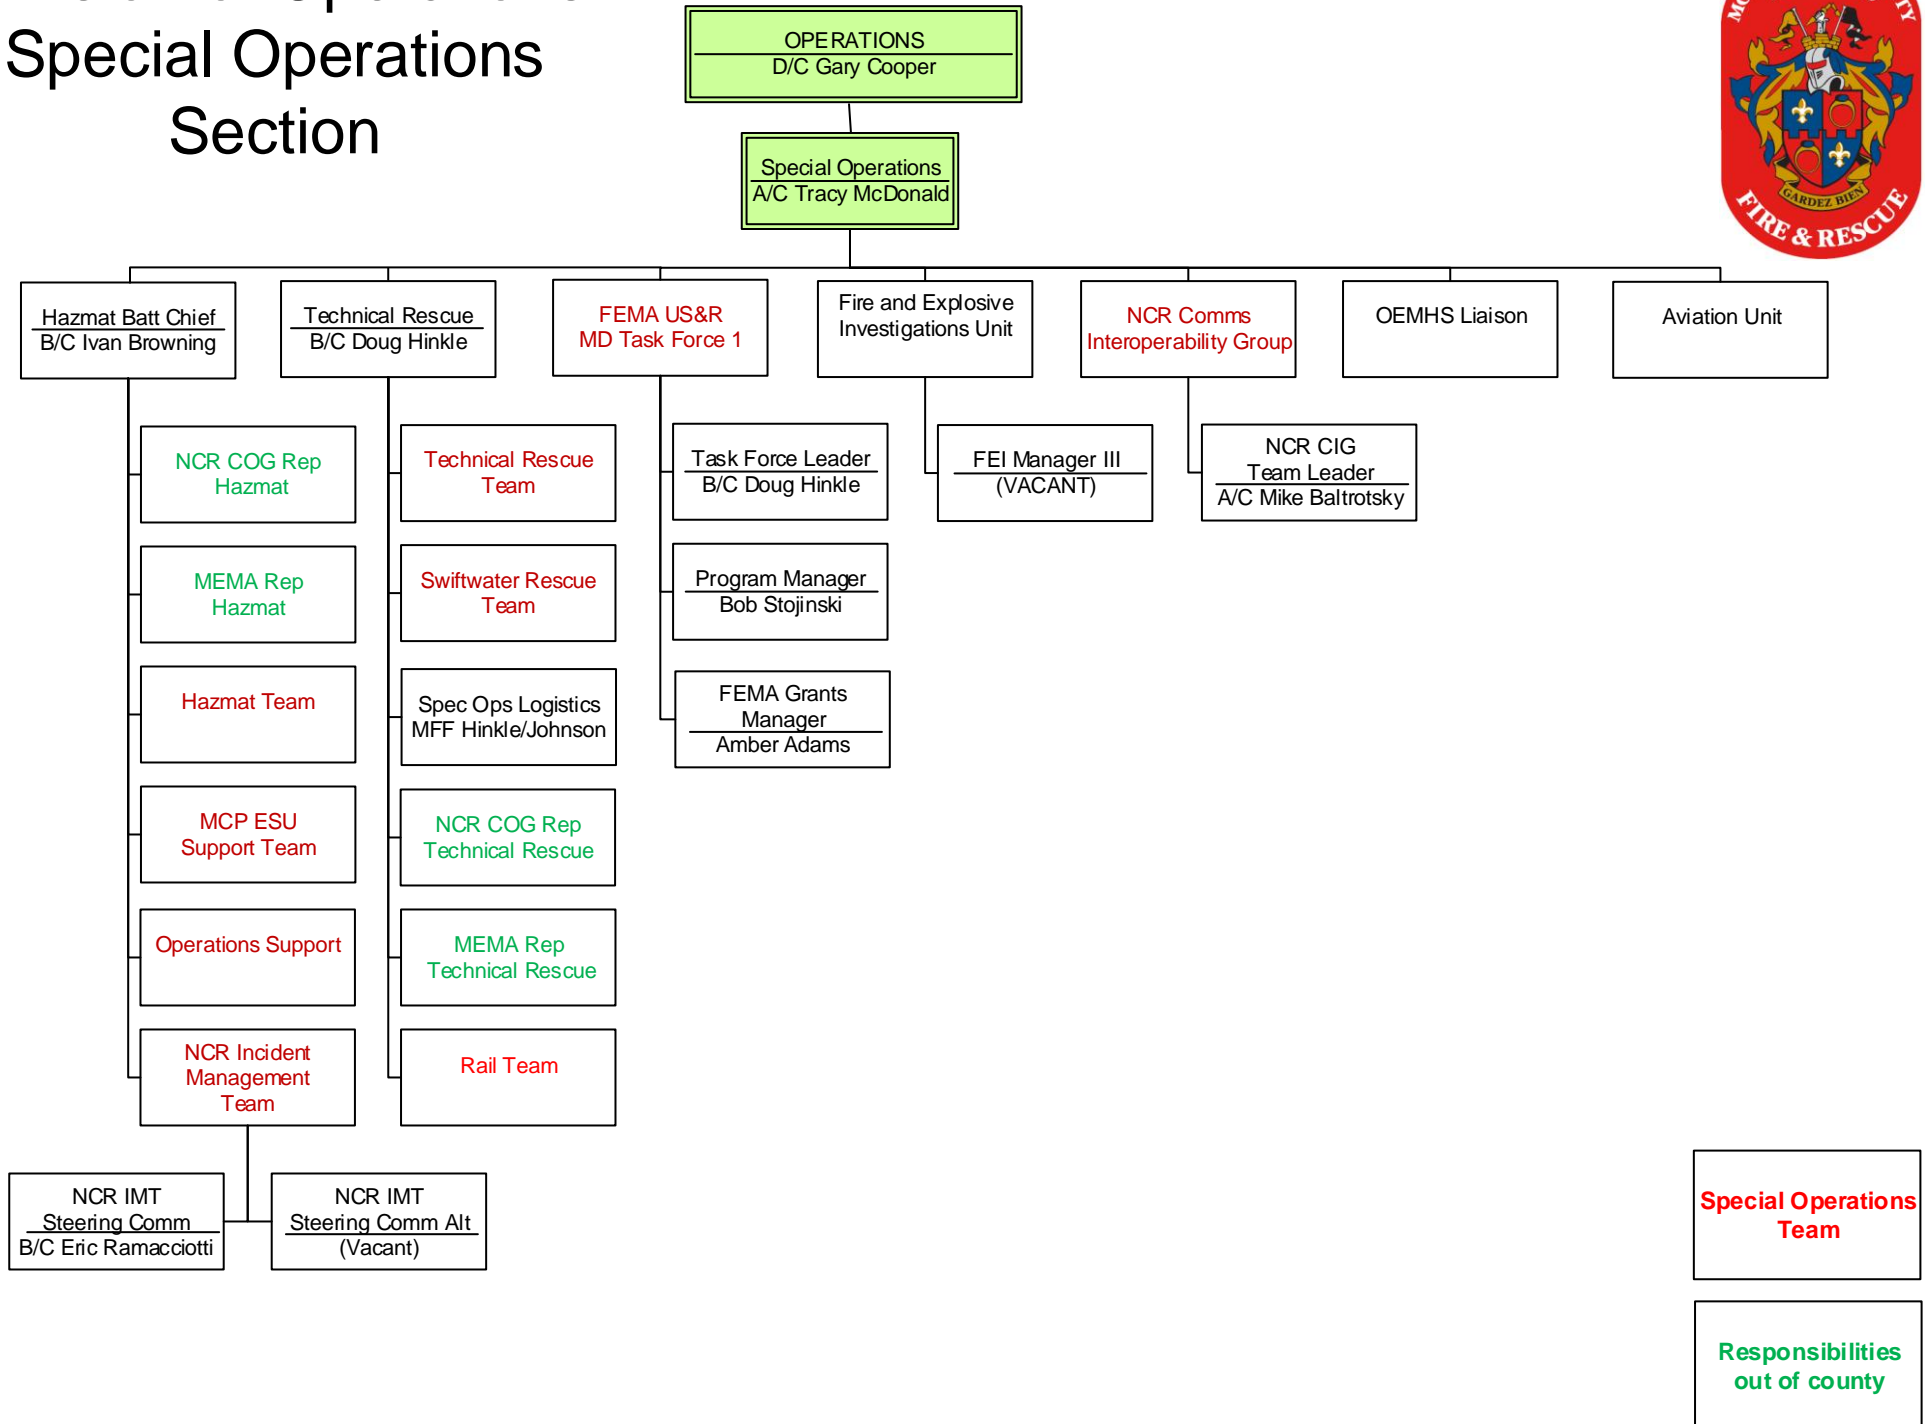 Special Operations
Section
OPERATIONS
D/C Gary Cooper
Special Operations
A/C Tracy McDonald
GARDEZ BIEN
FIRE & RESCUE
Hazmat Batt Chief
B/C Ivan Browning
Technical Rescue
B/C Doug Hinkle
FEMA US&R
MD Task Force 1
Fire and Explosive
Investigations Unit
NCR Comms
Interoperability Group
OEMHS Liaison
Aviation Unit
NCR COG Rep
Hazmat
MEMA Rep
Hazmat
Hazmat Team
MCP ESU
Support Team
Operations Support
NCR Incident
Management
Team
NCR IMT
Steering Comm
B/C Eric Ramacciotti
NCR IMT
Steering Comm Alt
(Vacant)
Technical Rescue
Team
Swiftwater Rescue
Team
Spec Ops Logistics
MFF Hinkle/Johnson
NCR COG Rep
Technical Rescue
MEMA Rep
Technical Rescue
Rail Team
Task Force Leader
B/C Doug Hinkle
Program Manager
Bob Stojinski
FEMA Grants
Manager
Amber Adams
FEI Manager III
(VACANT)
NCR CIG
Team Leader
A/C Mike Baltrotsky
Special Operations
Team
Responsibilities
out of county